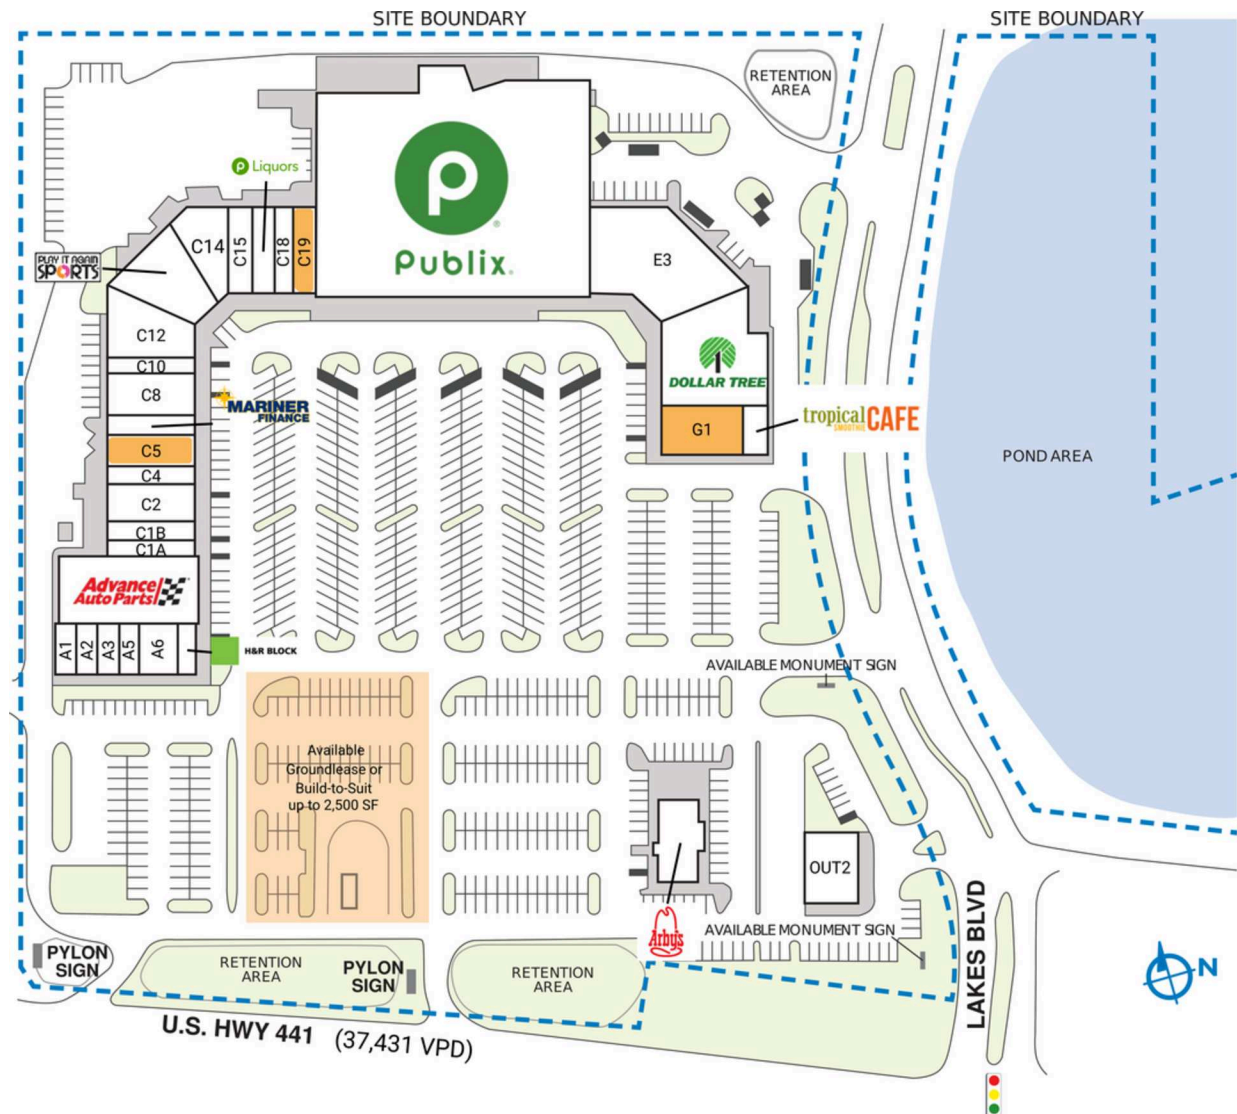 SITE BOUNDARY
SITE BOUNDARY
RETENTION
AREA
P Liquors
P
Publix.
C14
C15
C18
C19
E3
PLAY IT AGAIN
SPORTS
C12
C10
C8
MARINER
FINANCE
DOLLAR TREE
G1
tropical
SMOOTHIE
CAFE
C5
C4
C2
C1B
C1A
POND AREA
Advance
Auto Parts
A1
A2
A3
A5
A6
H&R BLOCK
AVAILABLE MONUMENT SIGN
Available
Groundlease or
Build-to-Suit
up to 2,500 SF
OUT2
Arby's
AVAILABLE MONUMENT SIGN
LAKES BLVD
PYLON
SIGN
RETENTION
AREA
PYLON
SIGN
RETENTION
AREA
N
U.S. HWY 441 (37,431 VPD)